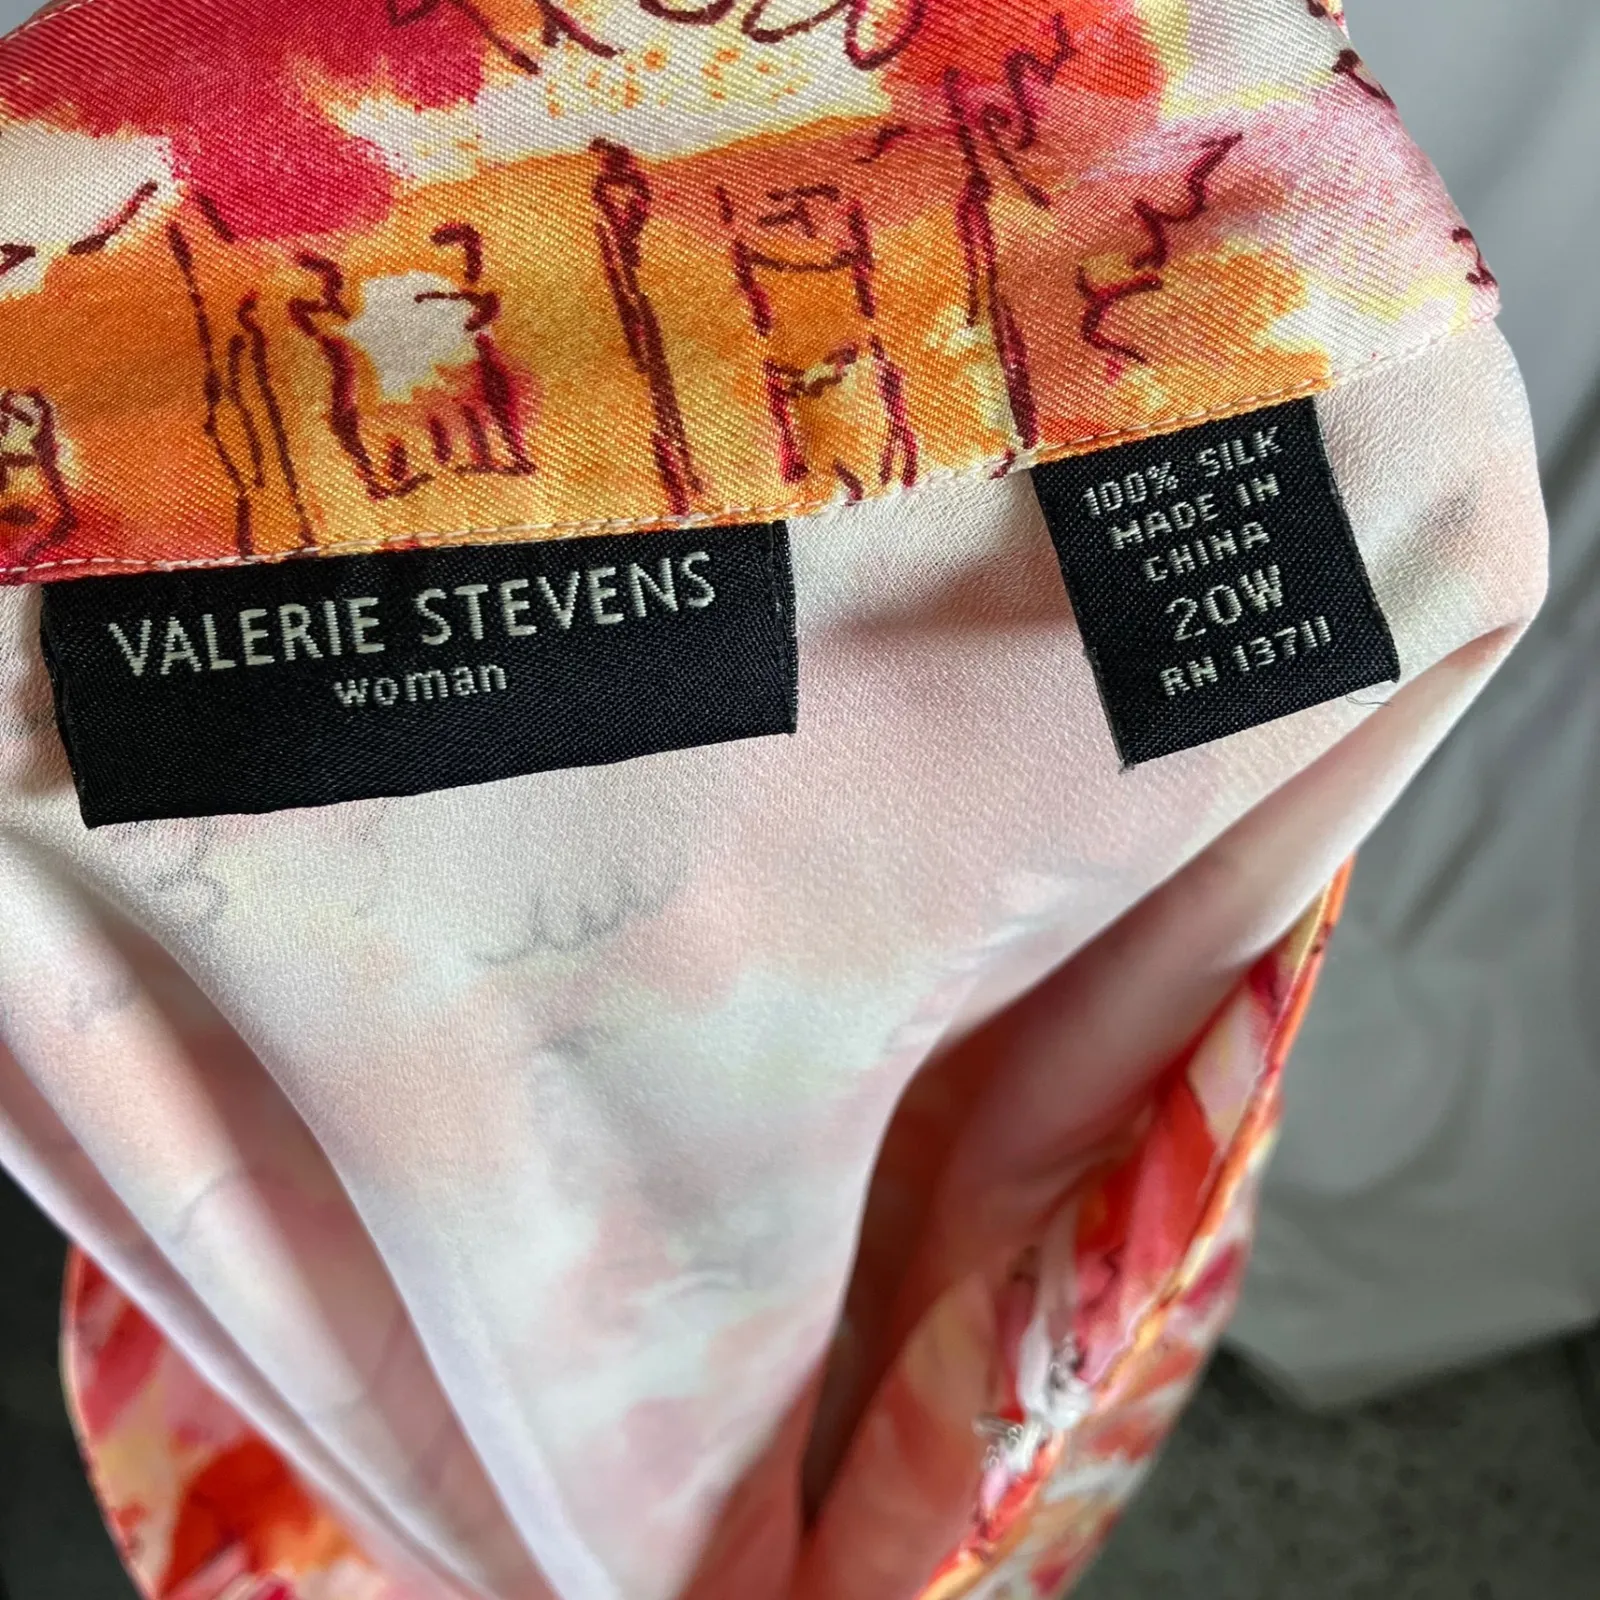 VALERIE STEVENS
woman
100% SILK
MADE IN
CHINA
20W
RN 13711